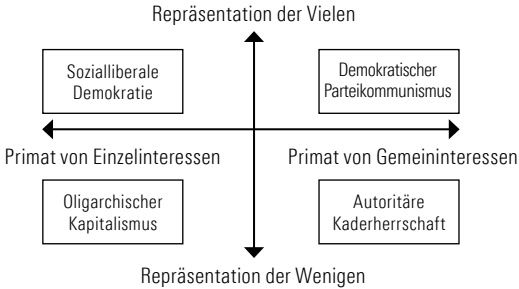 Repräsentation der Vielen
Sozialliberale
Demokratie
Demokratischer
Parteikommunismus
Primat von Einzelinteressen
Primat von Gemeininteressen
Oligarchischer
Kapitalismus
Autoritäre
Kaderherrschaft
Repräsentation der Wenigen